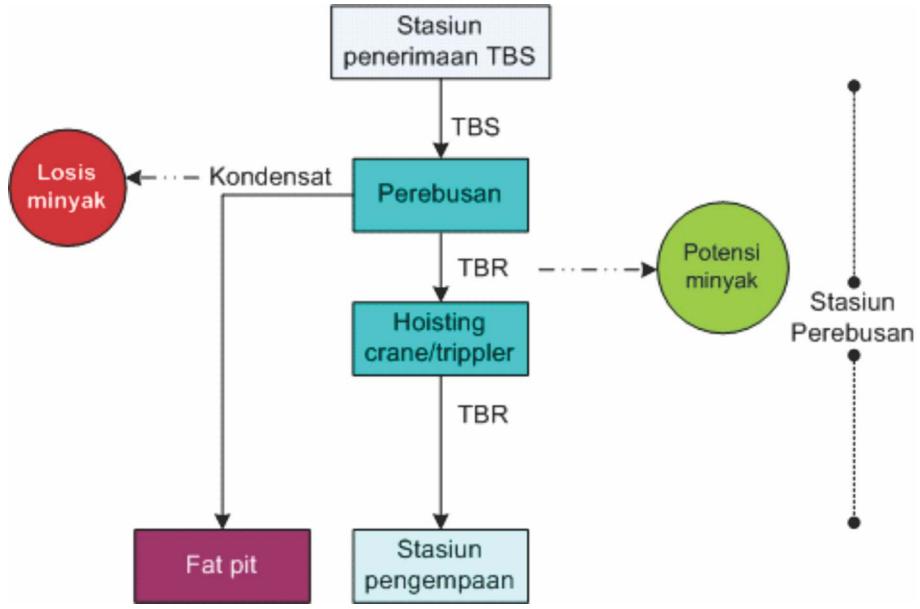 Stasiun
penerimaan TBS
TBS
Losis
minyak
Kondensat
Perebusan
TBR
Potensi
minyak
Stasiun
Perebusan
Hoisting
crane/trippler
TBR
Fat pit
Stasiun
pengempaan